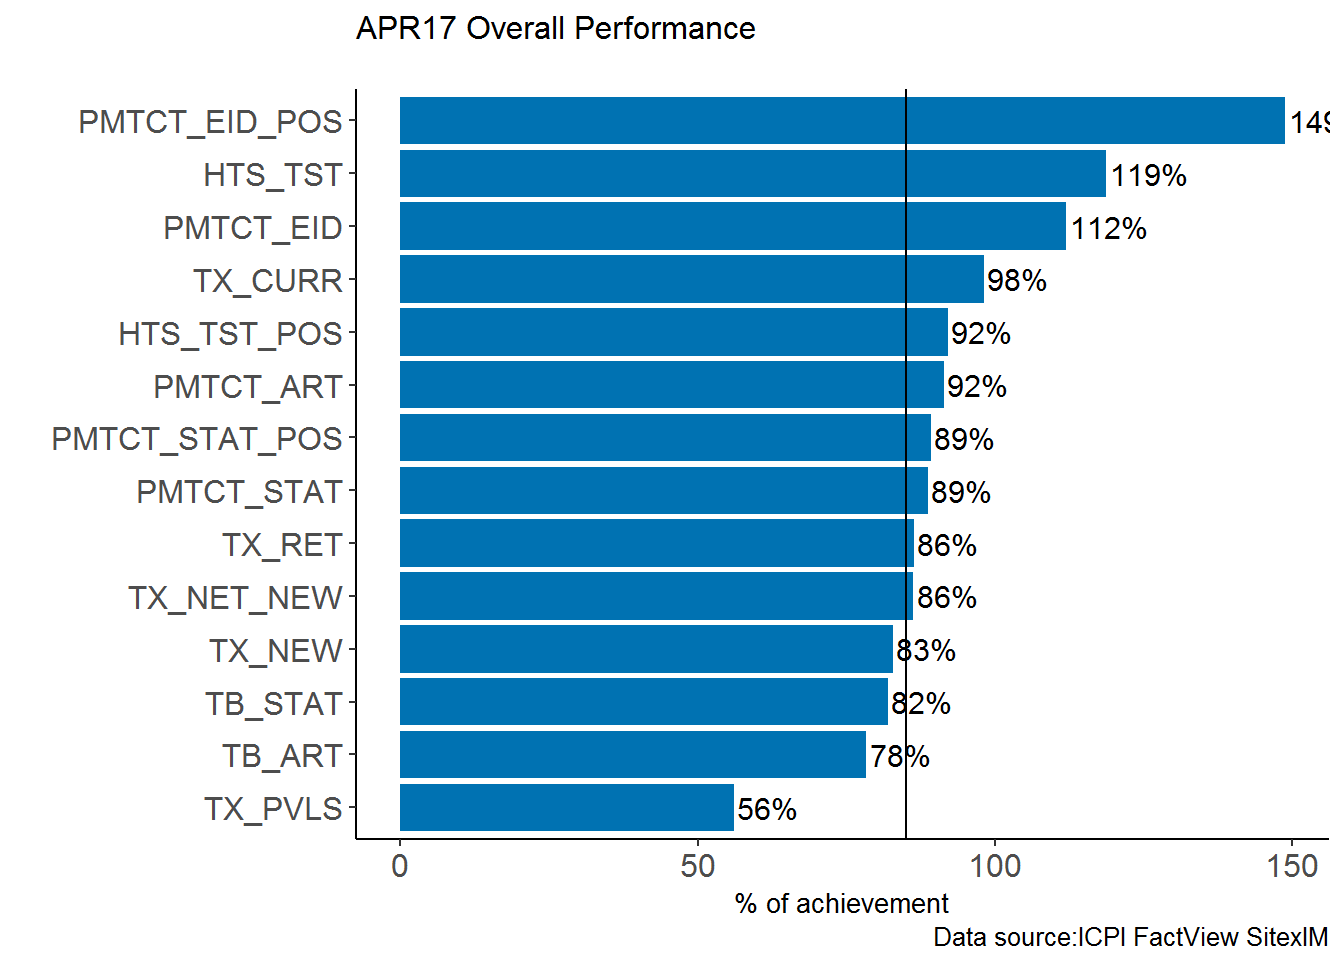 APR17 Overall Performance
PMTCT_EID_POS 149
HTS_TST 119%
PMTCT_EID 112%
TX_CURR 98%
HTS_TST_POS 92%
PMTCT_ART 92%
PMTCT_STAT_POS 89%
PMTCT_STAT 89%
TX_RET 86%
TX_NET_NEW 86%
TX_NEW 83%
TB_STAT 82%
TB_ART 78%
TX_PVLS 56%
0 50 100 150
% of achievement
Data source:ICPI FactView SitexIM